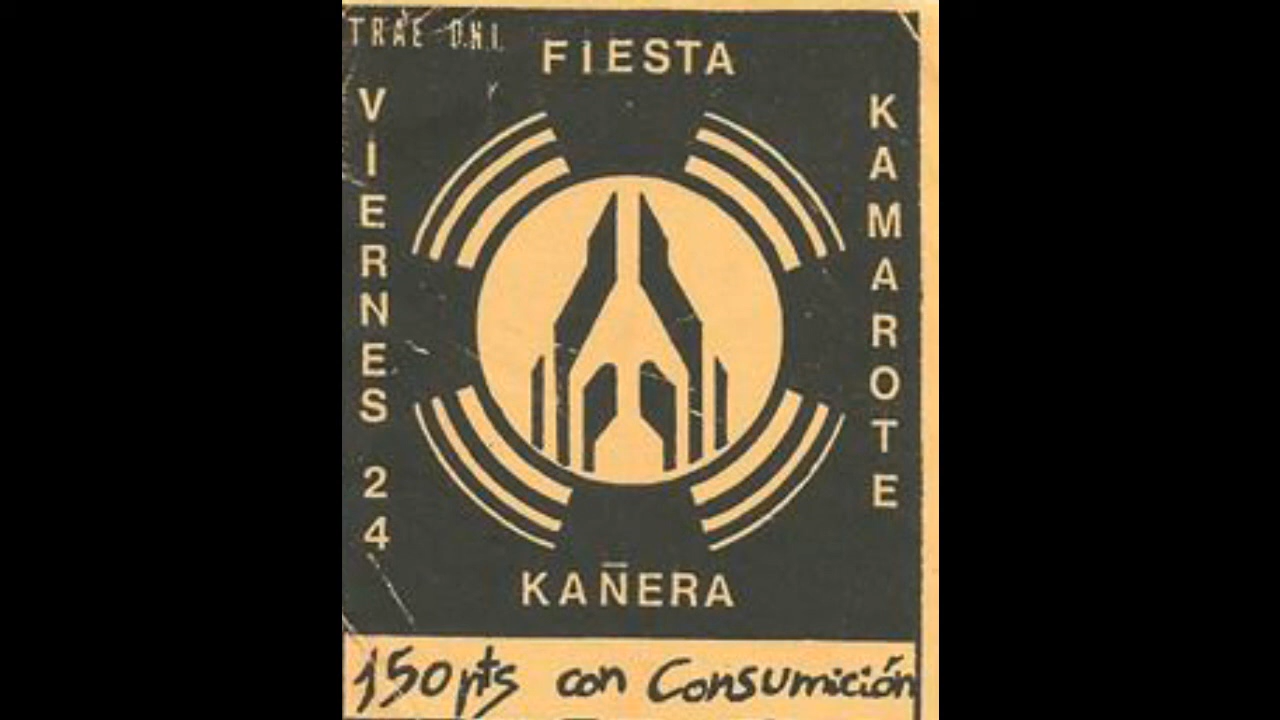 TRAE D.N.I.
FIESTA
VIERNES 24
KAMAROTE
KAÑERA
150 pts con Consumición